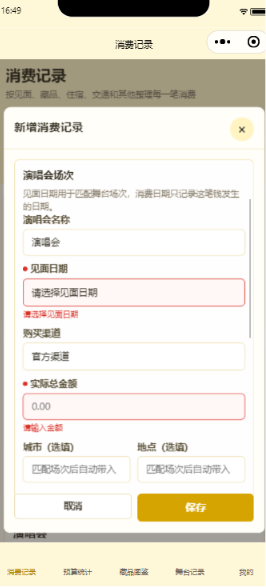 16:49
消费记录
消费记录
按见面、藏品、住宿、交通和其他整理每一笔消费
新增消费记录
×
演唱会场次
见面日期用于匹配舞台场次，消费日期只记录这笔钱发生
的日期。
演唱会名称
演唱会
见面日期
请选择见面日期
请选择见面日期
购买渠道
官方渠道
实际总金额
0.00
请输入金额
城市（选填）
地点（选填）
匹配场次后自动带入
匹配场次后自动带入
取消
保存
演唱会
消费记录
预算统计
藏品图鉴
舞台记录
我的